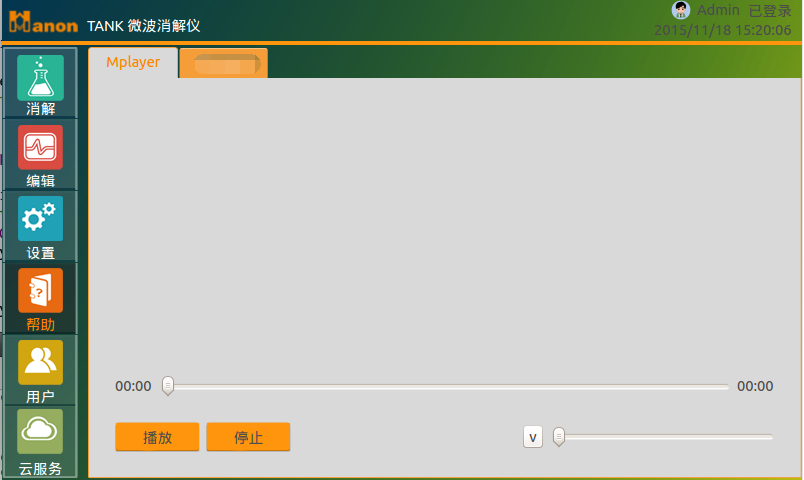 Manon TANK 微波消解仪
Admin 已登录
2015/11/18 15:20:06
Mplayer
消解
编辑
设置
帮助
用户
云服务
00:00 00:00
播放 停止 v